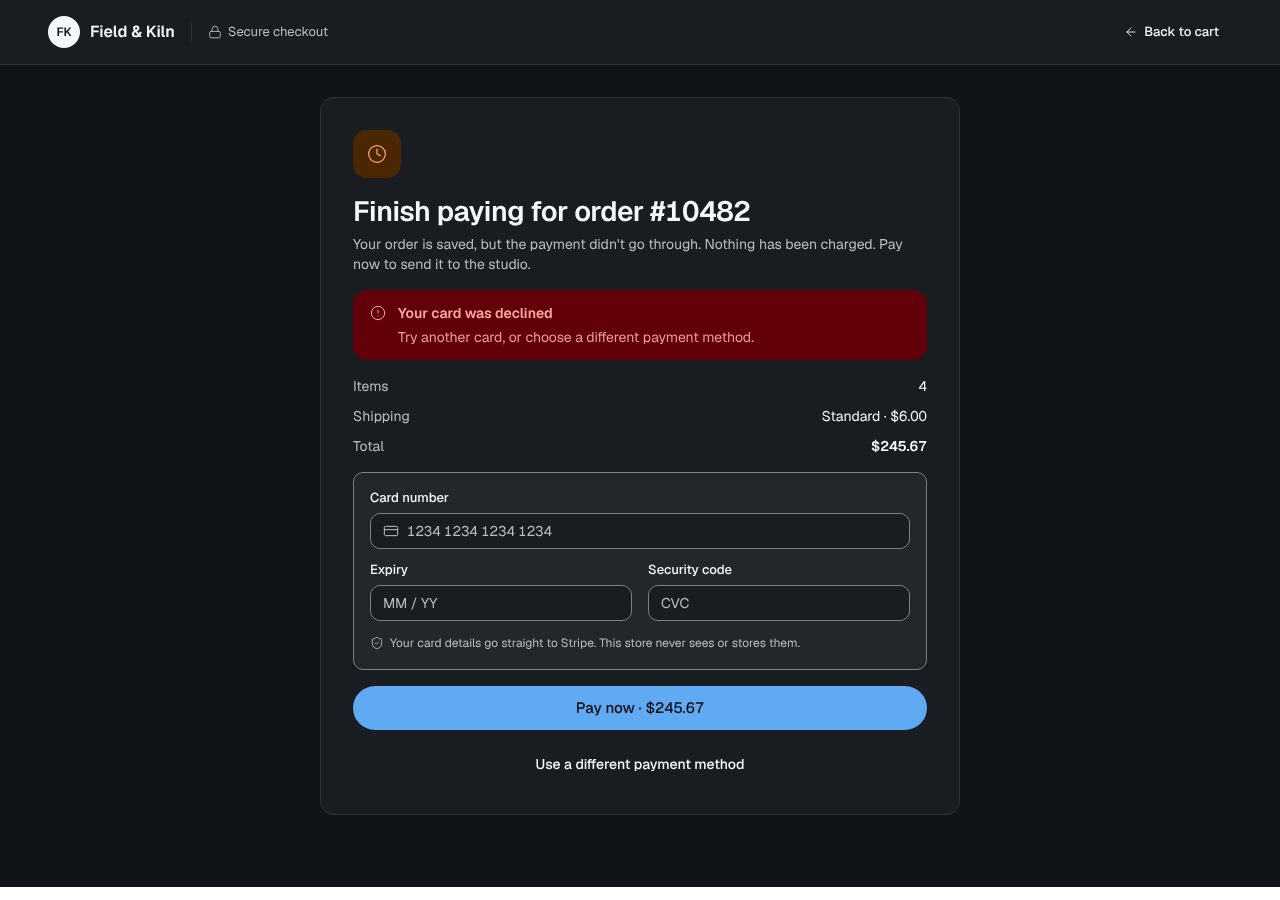 FK Field & Kiln Secure checkout Back to cart
Finish paying for order #10482
Your order is saved, but the payment didn't go through. Nothing has been charged. Pay
now to send it to the studio.
Your card was declined
Try another card, or choose a different payment method.
Items 4
Shipping Standard · $6.00
Total $245.67
Card number
1234 1234 1234 1234
Expiry Security code
MM / YY CVC
Your card details go straight to Stripe. This store never sees or stores them.
Pay now · $245.67
Use a different payment method